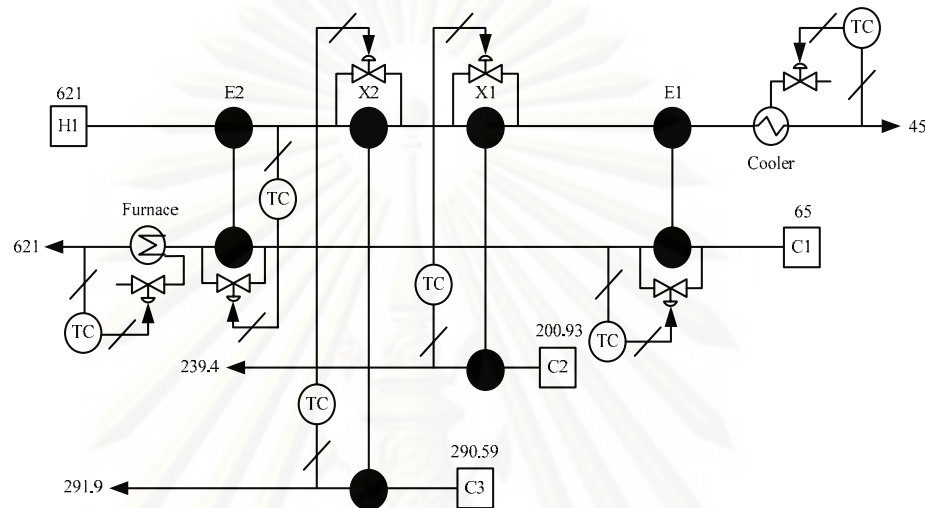 TC
621
E2
X2
X1
E1
H1
45
Cooler
TC
Furnace
65
621
C1
TC
TC
TC
200.93
239.4
C2
TC
290.59
291.9
C3